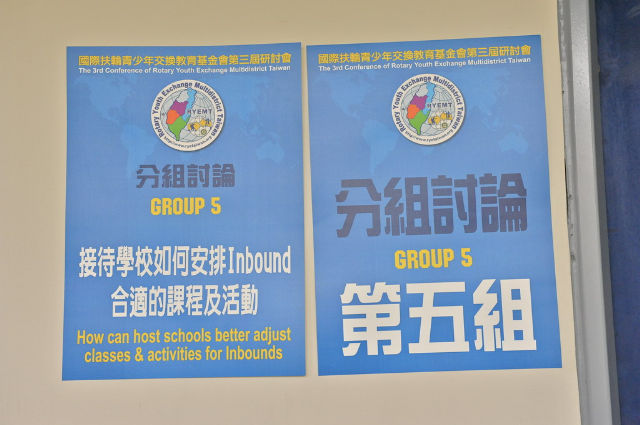 國際扶輪青少年交換教育基金會第三屆研討會
The 3rd Conference of Rotary Youth Exchange Multidistrict Taiwan
Rotary Youth Exchange Multidistrict Taiwan
RYEMT
分組討論
GROUP 5
接待學校如何安排Inbound
合適的課程及活動
How can host schools better adjust
classes & activities for Inbounds
國際扶輪青少年交換教育基金會第三屆研討會
The 3rd Conference of Rotary Youth Exchange Multidistrict Taiwan
Rotary Youth Exchange Multidistrict Taiwan
RYEMT
分組討論
GROUP 5
第五組